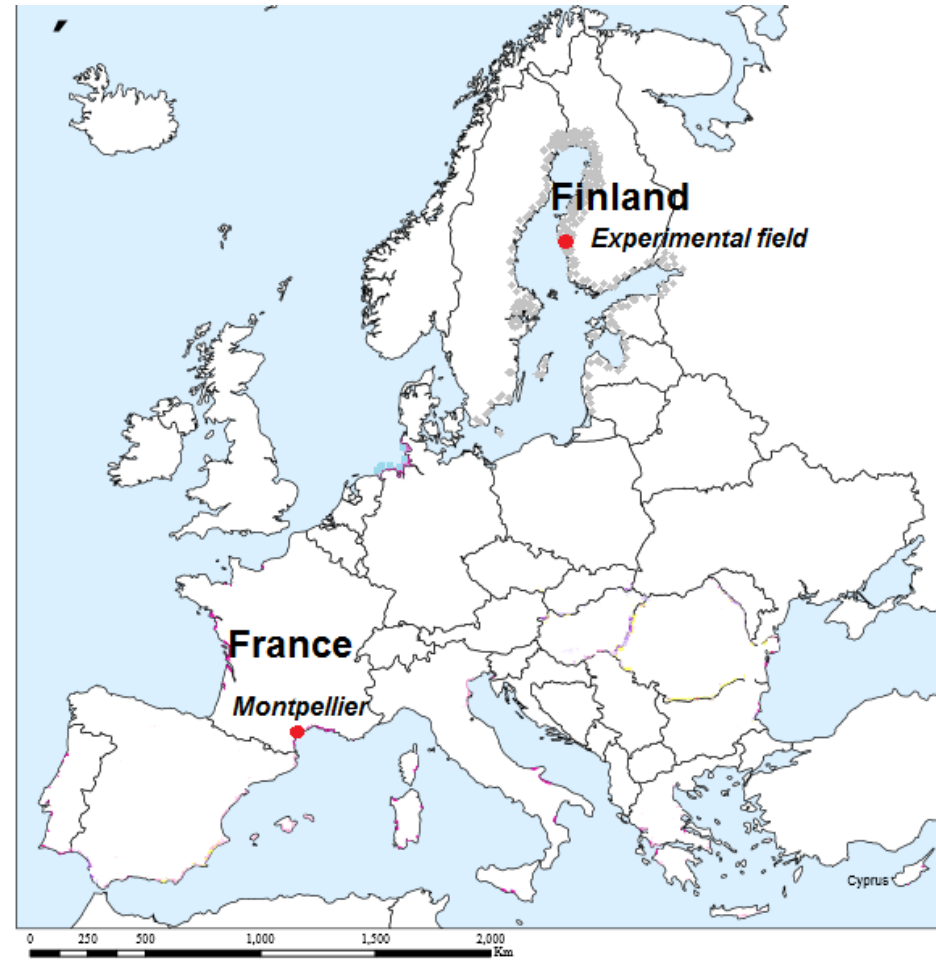 Finland
Experimental field
France
Montpellier
Cyprus
0 250 500 1,000 1,500 2,000
Km